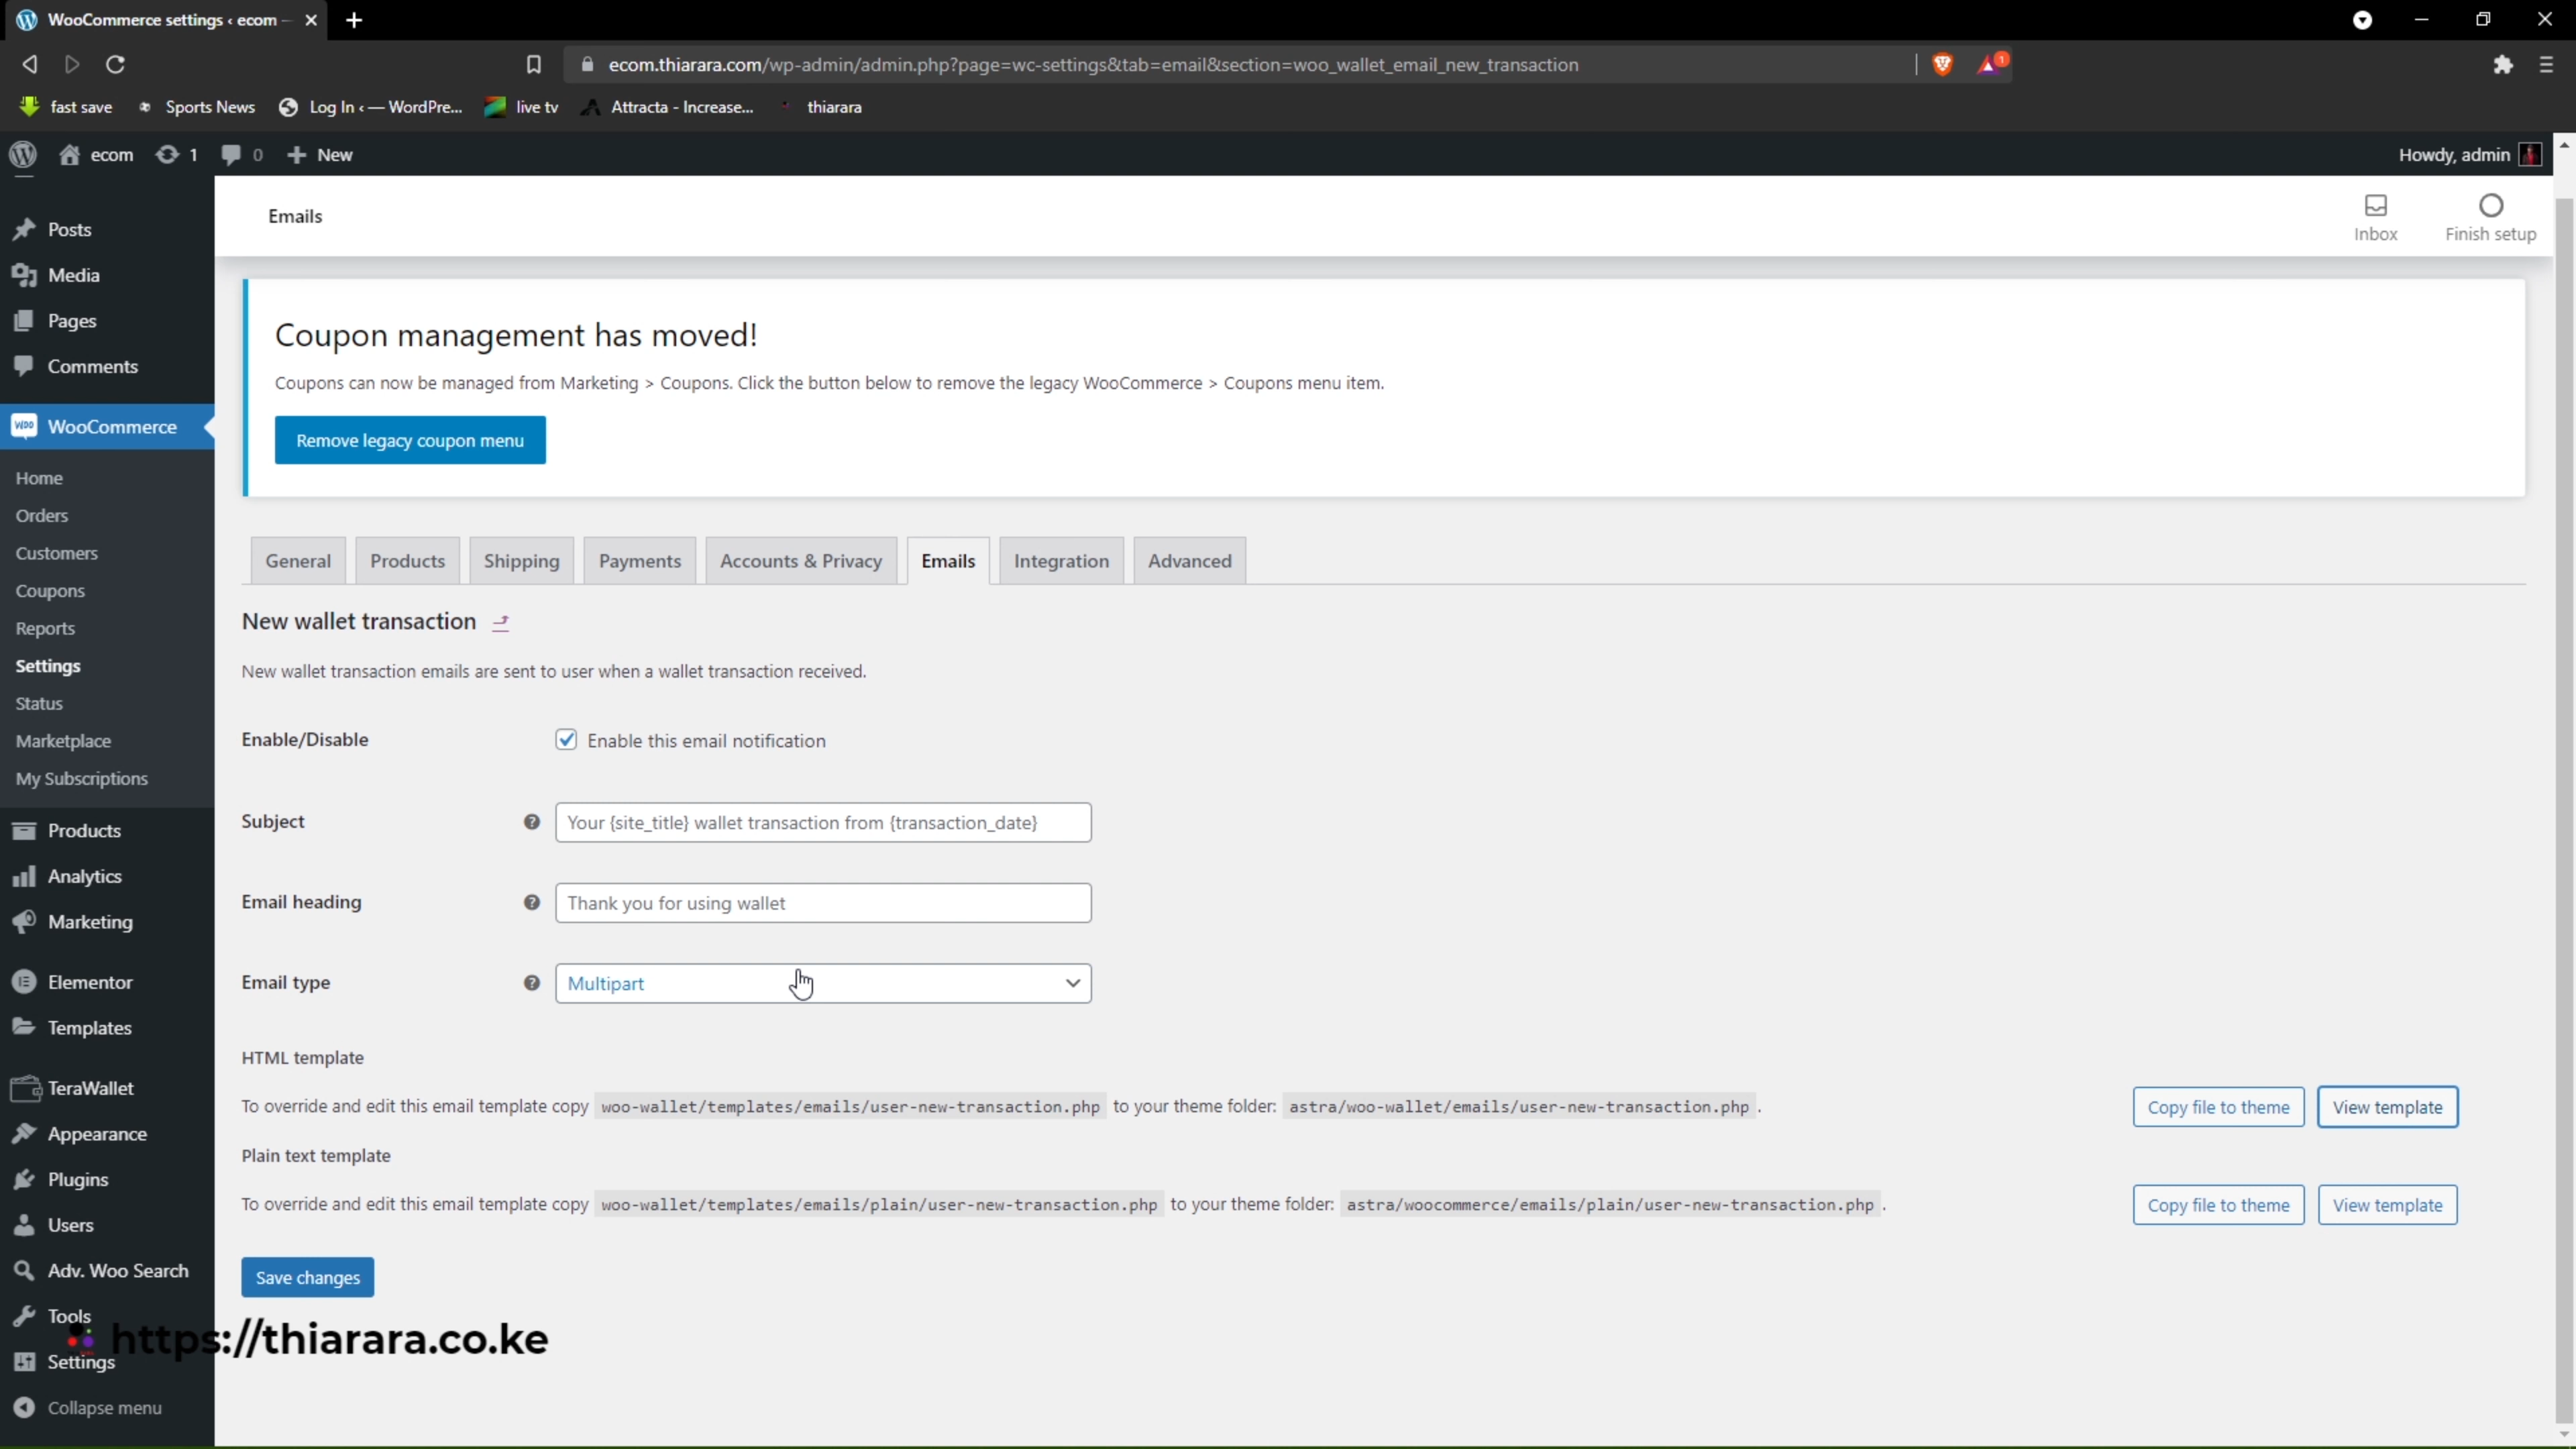 WooCommerce settings ‹ ecom —
ecom.thiarara.com/wp-admin/admin.php?page=wc-settings&tab=email&section=woo_wallet_email_new_transaction
1
fast save
Sports News
Log In ‹ — WordPre...
live tv
Attracta - Increase...
thiarara
ecom
1
0
New
Howdy, admin
Posts
Media
Pages
Comments
WooCommerce
Home
Orders
Customers
Coupons
Reports
Settings
Status
Marketplace
My Subscriptions
Products
Analytics
Marketing
Elementor
Templates
TeraWallet
Appearance
Plugins
Users
Adv. Woo Search
Tools
Settings
Collapse menu
Emails
Inbox
Finish setup
Coupon management has moved!
Coupons can now be managed from Marketing > Coupons. Click the button below to remove the legacy WooCommerce > Coupons menu item.
Remove legacy coupon menu
General
Products
Shipping
Payments
Accounts & Privacy
Emails
Integration
Advanced
New wallet transaction
New wallet transaction emails are sent to user when a wallet transaction received.
Enable/Disable
Enable this email notification
Subject
Your {site_title} wallet transaction from {transaction_date}
Email heading
Thank you for using wallet
Email type
Multipart
HTML template
To override and edit this email template copy woo-wallet/templates/emails/user-new-transaction.php to your theme folder: astra/woo-wallet/emails/user-new-transaction.php .
Copy file to theme
View template
Plain text template
To override and edit this email template copy woo-wallet/templates/emails/plain/user-new-transaction.php to your theme folder: astra/woocommerce/emails/plain/user-new-transaction.php .
Copy file to theme
View template
Save changes
https://thiarara.co.ke